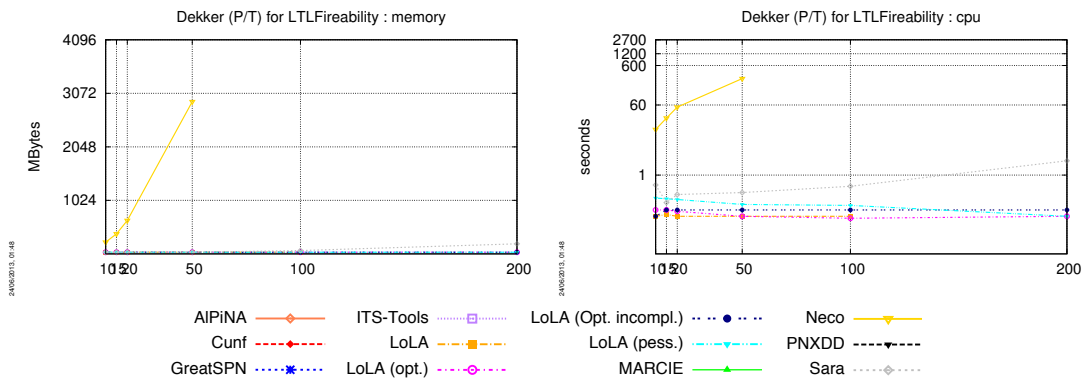 Dekker (P/T) for LTLFireability : memory
4096
3072
2048
1024
MBytes
10 15 20 50 100 200
24/06/2013, 01:48
Dekker (P/T) for LTLFireability : cpu
2700
1200
600
60
1
seconds
10 15 20 50 100 200
24/06/2013, 01:48
AlPiNA ITS-Tools LoLA (Opt. incompl.) Neco
Cunf LoLA LoLA (pess.) PNXDD
GreatSPN LoLA (opt.) MARCIE Sara